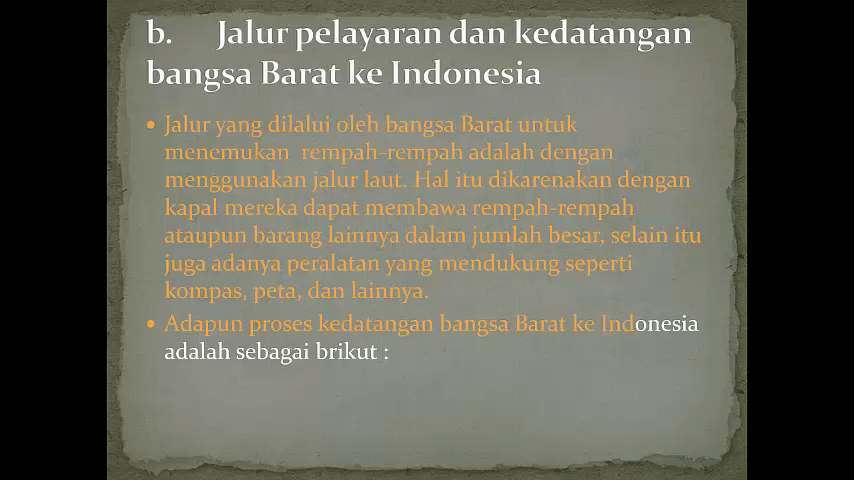 b. Jalur pelayaran dan kedatangan
bangsa Barat ke Indonesia
• Jalur yang dilalui oleh bangsa Barat untuk
menemukan rempah-rempah adalah dengan
menggunakan jalur laut. Hal itu dikarenakan dengan
kapal mereka dapat membawa rempah-rempah
ataupun barang lainnya dalam jumlah besar, selain itu
juga adanya peralatan yang mendukung seperti
kompas, peta, dan lainnya.
• Adapun proses kedatangan bangsa Barat ke Indonesia
adalah sebagai brikut :